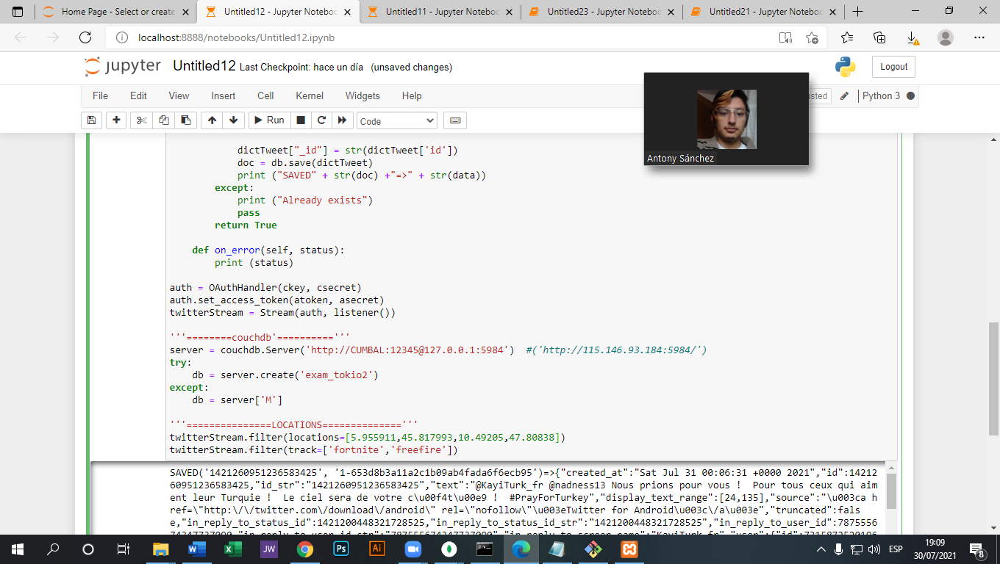 Home Page - Select or create
Untitled12 - Jupyter Notebook
Untitled11 - Jupyter Notebook
Untitled23 - Jupyter Notebook
Untitled21 - Jupyter Notebook
localhost:8888/notebooks/Untitled12.ipynb
jupyter Untitled12 Last Checkpoint: hace un día (unsaved changes)
Logout
File Edit View Insert Cell Kernel Widgets Help
usted Python 3
Run Code
Antony Sánchez
dictTweet["_id"] = str(dictTweet['id'])
doc = db.save(dictTweet)
print ("SAVED" + str(doc) +"=>" + str(data))
except:
print ("Already exists")
pass
return True
def on_error(self, status):
print (status)
auth = OAuthHandler(ckey, csecret)
auth.set_access_token(atoken, asecret)
twitterStream = Stream(auth, listener())
'''========couchdb'=========='''
server = couchdb.Server('http://CUMBAL:12345@127.0.0.1:5984') #('http://115.146.93.184:5984/')
try:
db = server.create('exam_tokio2')
except:
db = server['M']
'''===============LOCATIONS=============='''
twitterStream.filter(locations=[5.955911,45.817993,10.49205,47.80838])
twitterStream.filter(track=['fortnite','freefire'])
SAVED('1421260951236583425', '1-653d8b3a11a2c1b09ab4fada6f6ecb95')=>{"created_at":"Sat Jul 31 00:06:31 +0000 2021","id":14212
60951236583425,"id_str":"1421260951236583425","text":"@KayiTurk_fr @nadness13 Nous prions pour vous ! Pour tous ceux qui aim
ent leur Turquie ! Le ciel sera de votre c\u00f4t\u00e9 ! #PrayForTurkey","display_text_range":[24,135],"source":"\u003ca h
ref=\"http:\/\/twitter.com\/download\/android\" rel=\"nofollow\"\u003eTwitter for Android\u003c\/a\u003e","truncated":fals
e,"in_reply_to_status_id":1421200448321728525,"in_reply_to_status_id_str":"1421200448321728525","in_reply_to_user_id":7875556
JW Ps Ai
ESP
19:09
30/07/2021
8